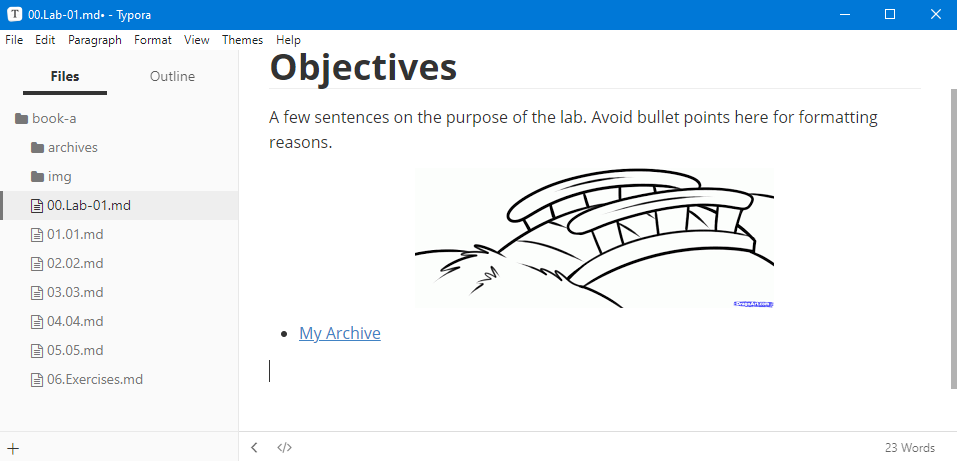 T 00.Lab-01.md• - Typora
File Edit Paragraph Format View Themes Help
Files Outline
book-a
archives
img
00.Lab-01.md
01.01.md
02.02.md
03.03.md
04.04.md
05.05.md
06.Exercises.md
Objectives
A few sentences on the purpose of the lab. Avoid bullet points here for formatting
reasons.
DragoArt.com
• My Archive
+ < </> 23 Words